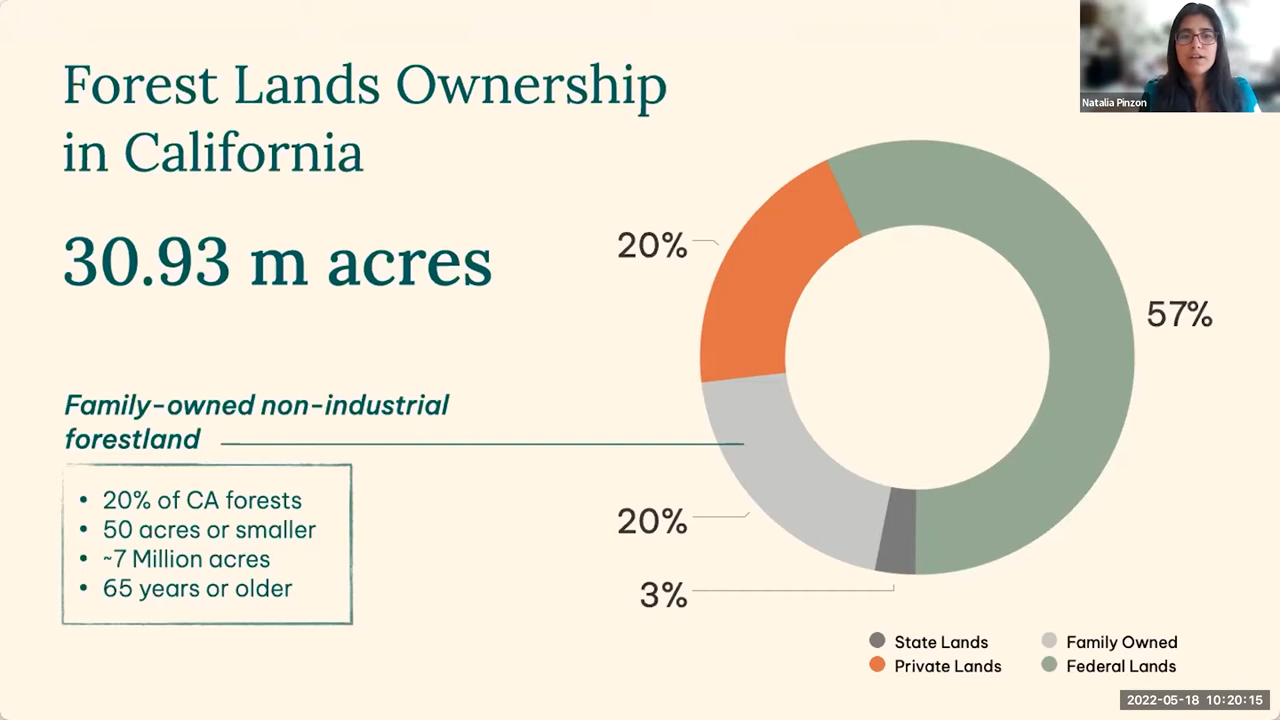 Forest Lands Ownership
in California
30.93 m acres
Family-owned non-industrial
forestland
• 20% of CA forests
• 50 acres or smaller
• ~7 Million acres
• 65 years or older
20%
57%
20%
3%
State Lands
Family Owned
Private Lands
Federal Lands
Natalia Pinzon
2022-05-18 10:20:15